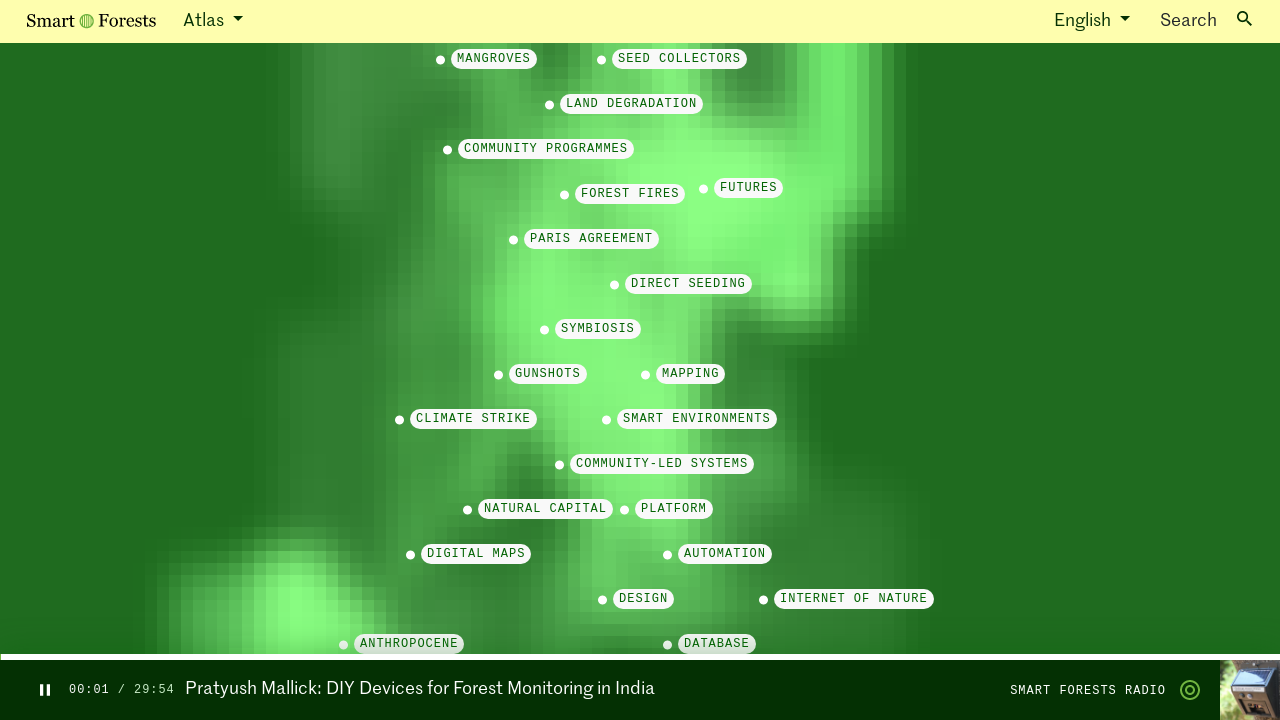 Smart Forests
Atlas
English
Search
MANGROVES
SEED COLLECTORS
LAND DEGRADATION
COMMUNITY PROGRAMMES
FOREST FIRES
FUTURES
PARIS AGREEMENT
DIRECT SEEDING
SYMBIOSIS
GUNSHOTS
MAPPING
CLIMATE STRIKE
SMART ENVIRONMENTS
COMMUNITY-LED SYSTEMS
NATURAL CAPITAL
PLATFORM
DIGITAL MAPS
AUTOMATION
DESIGN
INTERNET OF NATURE
ANTHROPOCENE
DATABASE
00:01 / 29:54
Pratyush Mallick: DIY Devices for Forest Monitoring in India
SMART FORESTS RADIO